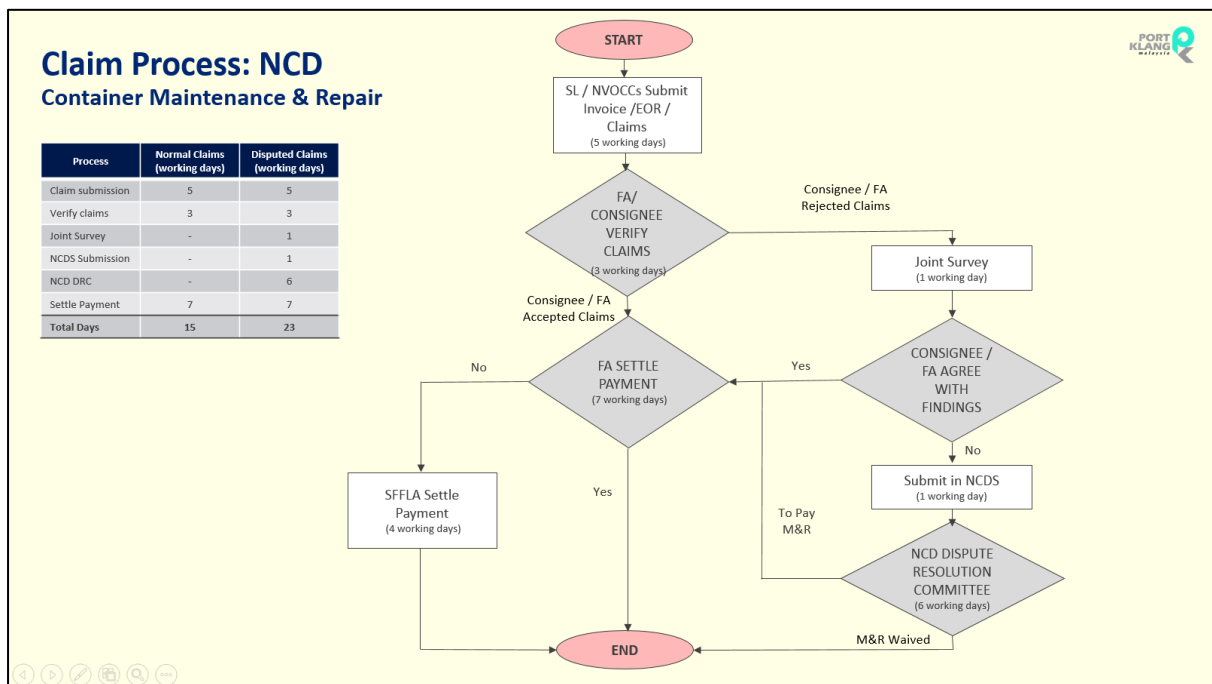 Claim Process: NCD
Container Maintenance & Repair
PORT
KLANG
malaysia
Process Normal Claims (working days) Disputed Claims (working days)
Claim submission 5 5
Verify claims 3 3
Joint Survey - 1
NCDS Submission - 1
NCD DRC - 6
Settle Payment 7 7
Total Days 15 23
START
SL / NVOCCs Submit
Invoice /EOR /
Claims
(5 working days)
FA/
CONSIGNEE
VERIFY
CLAIMS
(3 working days)
Consignee / FA
Rejected Claims
Joint Survey
(1 working day)
Consignee / FA
Accepted Claims
CONSIGNEE /
FA AGREE
WITH
FINDINGS
Yes
FA SETTLE
PAYMENT
(7 working days)
No
No
Submit in NCDS
(1 working day)
SFFLA Settle
Payment
(4 working days)
Yes
To Pay
M&R
NCD DISPUTE
RESOLUTION
COMMITTEE
(6 working days)
M&R Waived
END